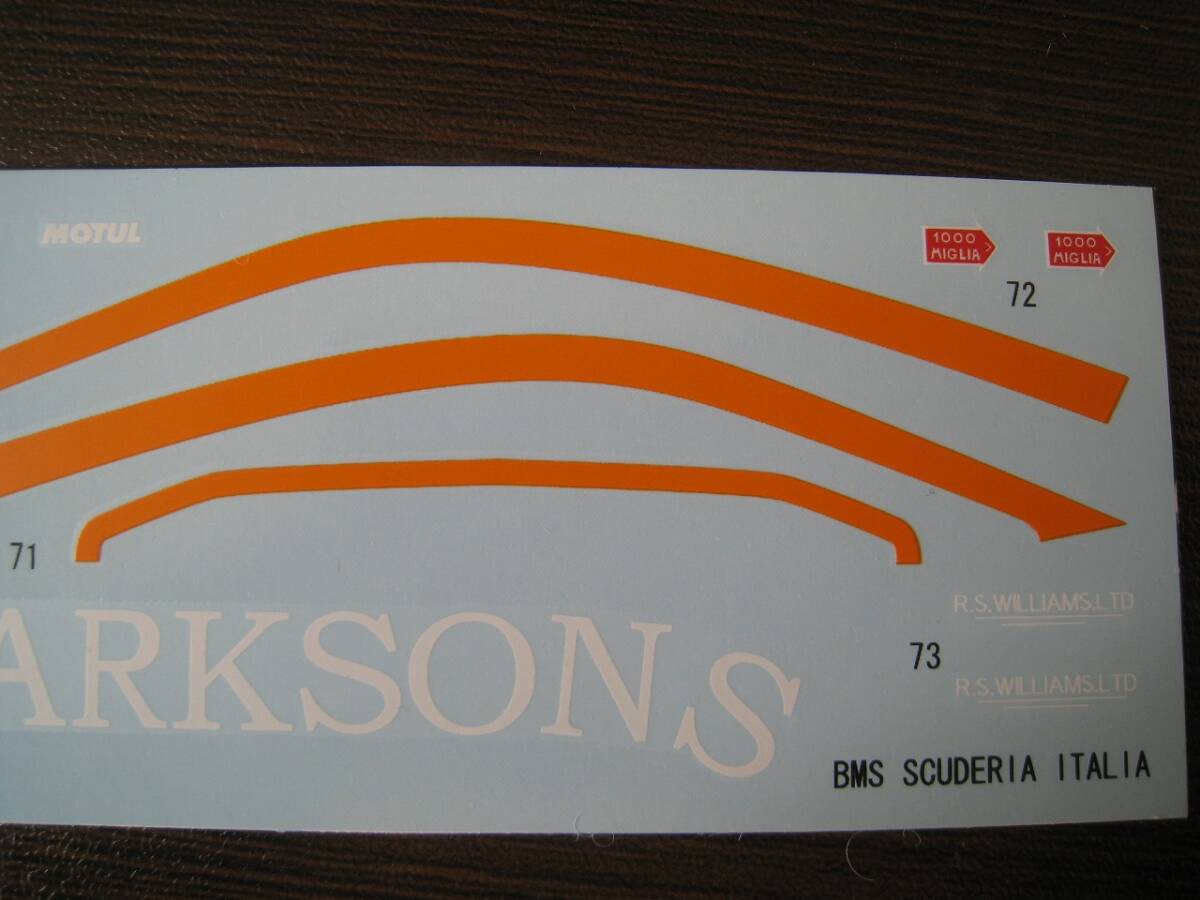 MOTUL
1000
MIGLIA
1000
MIGLIA
72
71
ARKSONS
R.S.WILLIAMS.LTD
73
R.S.WILLIAMS.LTD
BMS SCUDERIA ITALIA